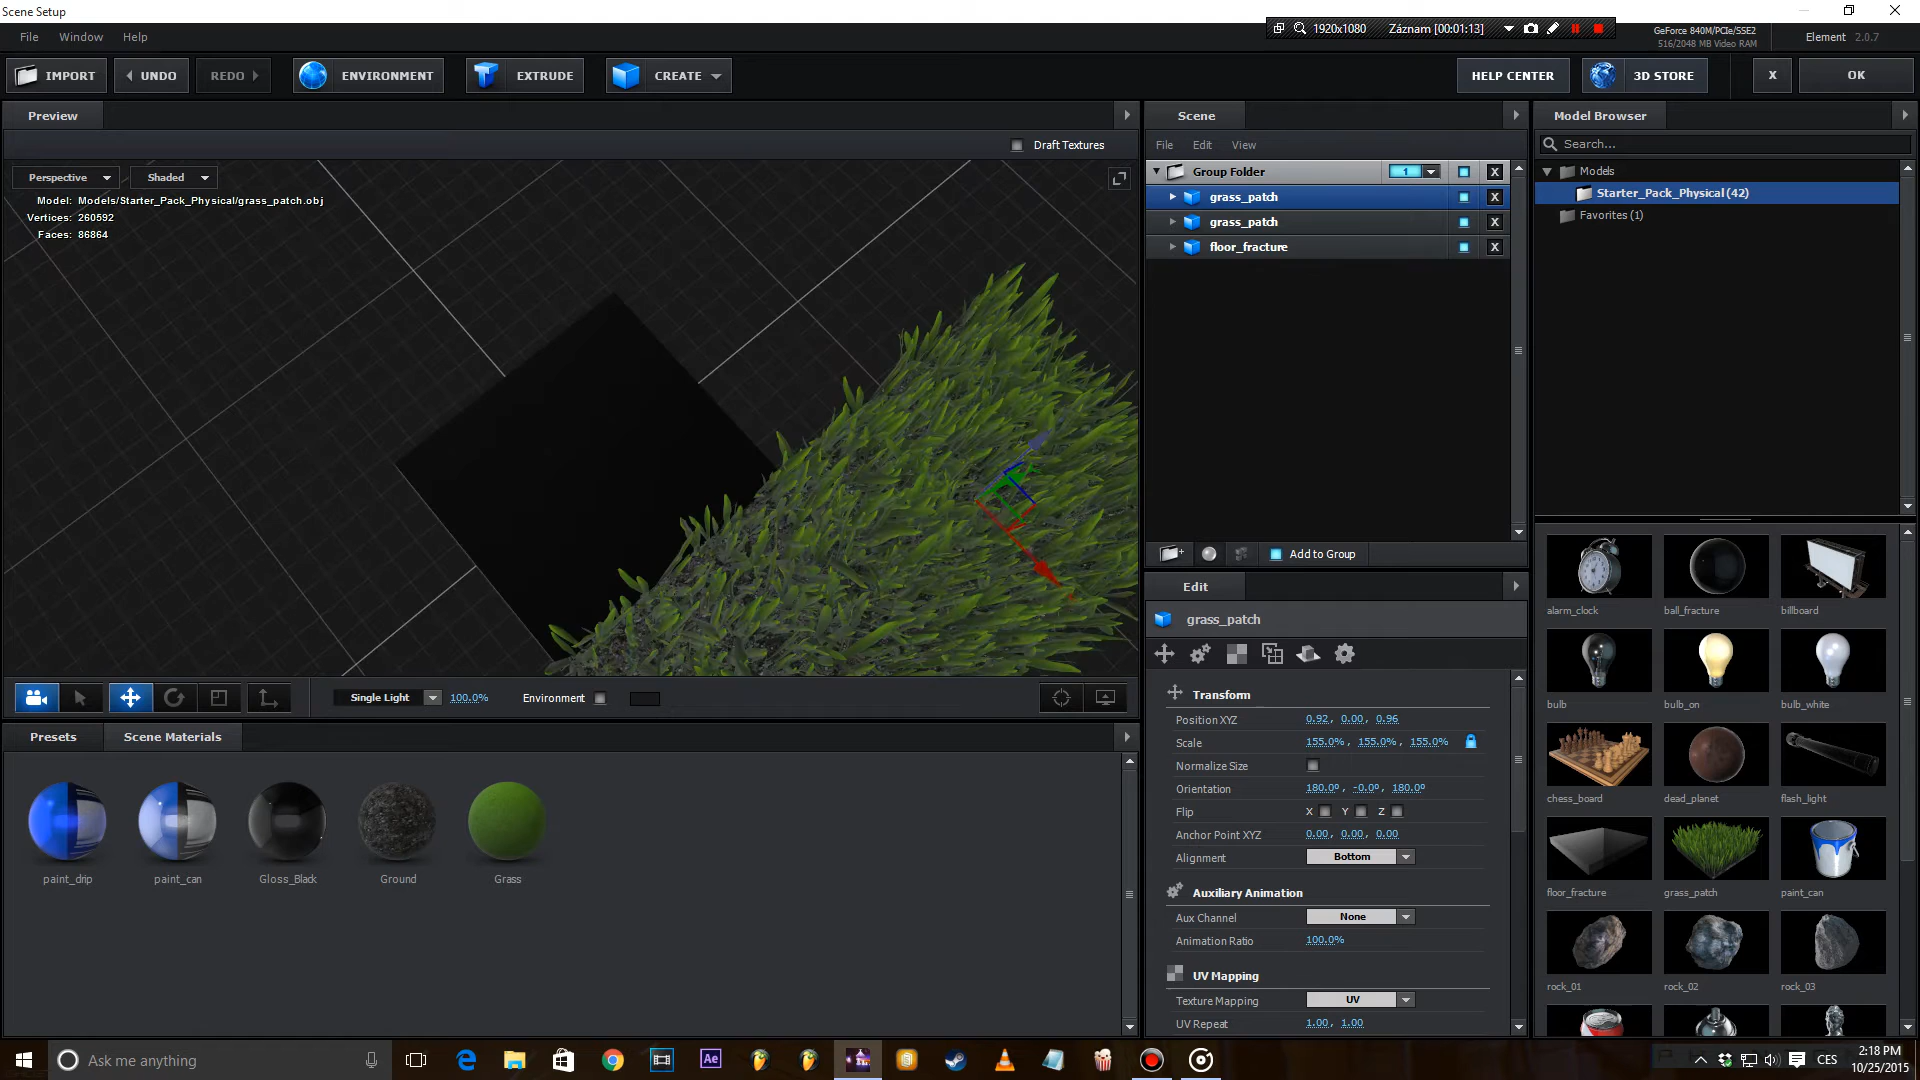 Scene Setup
1920x1080 Záznam [00:01:13]
GeForce 840M/PCIe/SSE2
516/2048 MB Video RAM
Element 2.0.7
File Window Help
IMPORT UNDO REDO ENVIRONMENT EXTRUDE CREATE HELP CENTER 3D STORE X OK
Preview
Draft Textures
Perspective Shaded
Model: Models/Starter_Pack_Physical/grass_patch.obj
Vertices: 260592
Faces: 86864
Single Light 100.0% Environment
Presets Scene Materials
paint_drip paint_can Gloss_Black Ground Grass
Scene
File Edit View
Group Folder 1 X
grass_patch X
grass_patch X
floor_fracture X
Add to Group
Edit
grass_patch
Transform
Position XYZ 0.92, 0.00, 0.96
Scale 155.0%, 155.0%, 155.0%
Normalize Size
Orientation 180.0º, -0.0º, 180.0º
Flip X Y Z
Anchor Point XYZ 0.00, 0.00, 0.00
Alignment Bottom
Auxiliary Animation
Aux Channel None
Animation Ratio 100.0%
UV Mapping
Texture Mapping UV
UV Repeat 1.00, 1.00
Model Browser
Search...
Models
Starter_Pack_Physical (42)
Favorites (1)
alarm_clock ball_fracture billboard
bulb bulb_on bulb_white
chess_board dead_planet flash_light
floor_fracture grass_patch paint_can
rock_01 rock_02 rock_03
Ask me anything
Ae
CES
2:18 PM
10/25/2015